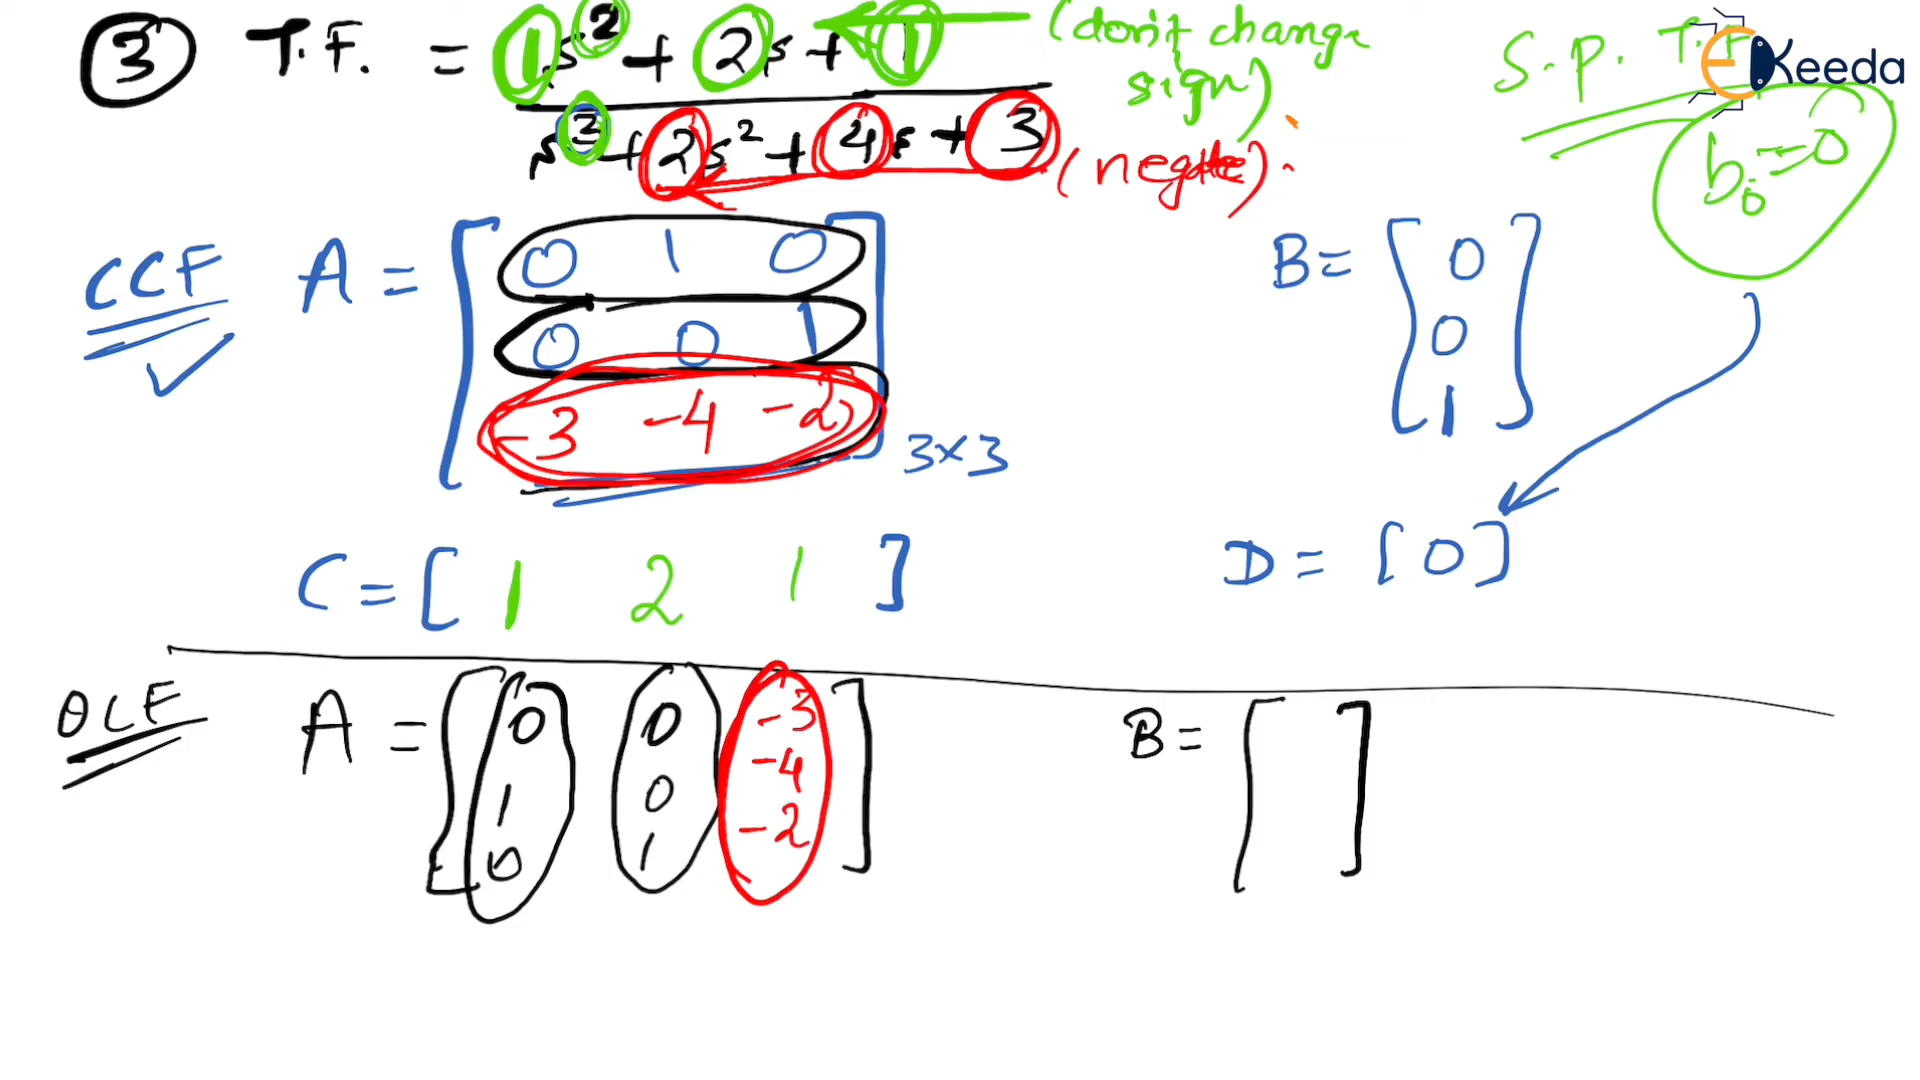 ③ T.F. = 1s² + 2s + 1 (don't change sign)
s³ + 2s² + 4s + 3 (negate).
S.P. T.F
eKeeda
b₀ = 0
CCF A = [ 0 1 0
0 0 1
-3 -4 -2 ] 3×3
B = [ 0
0
1 ]
C = [ 1 2 1 ] D = [0]
OCF A = [ 0 0 -3
1 0 -4
0 1 -2 ]
B = [ ]